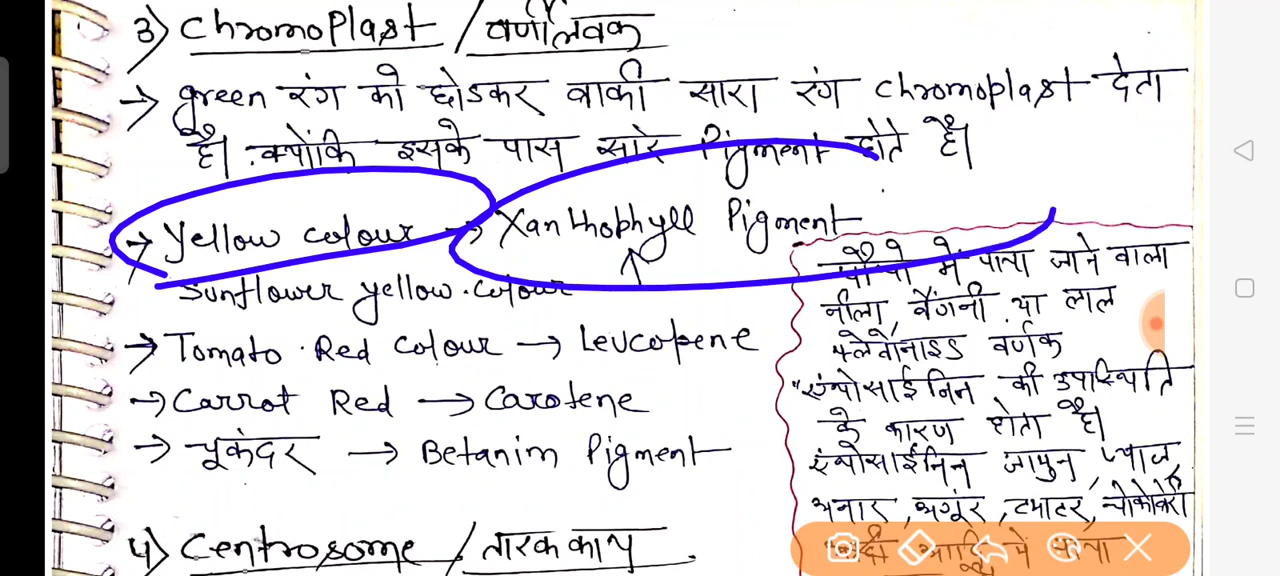 3) Chromoplast / वर्णीलवक
→ green रंग को छोडकर बाकी सारा रंग chromoplast देता
है। क्योंकि इसके पास सारे Pigment होते है।
→ Yellow colour → Xanthophyll Pigment
Sunflower yellow colour
→ Tomato Red colour → Leucopene
→ Carrot Red → Carotene
→ चूकंदर → Betanim Pigment
पौधो मे पाया जाने वाला
नीला, बैंगनी या लाल
फ्लेवोनाइड वर्णक
"एंथोसाईनिन की उपस्थिति
के कारण होता है।
एंथोसाईनिन जामुन, प्याज
अनार, अंगूर, टमाटर,
4) Centrosome / तारककाय